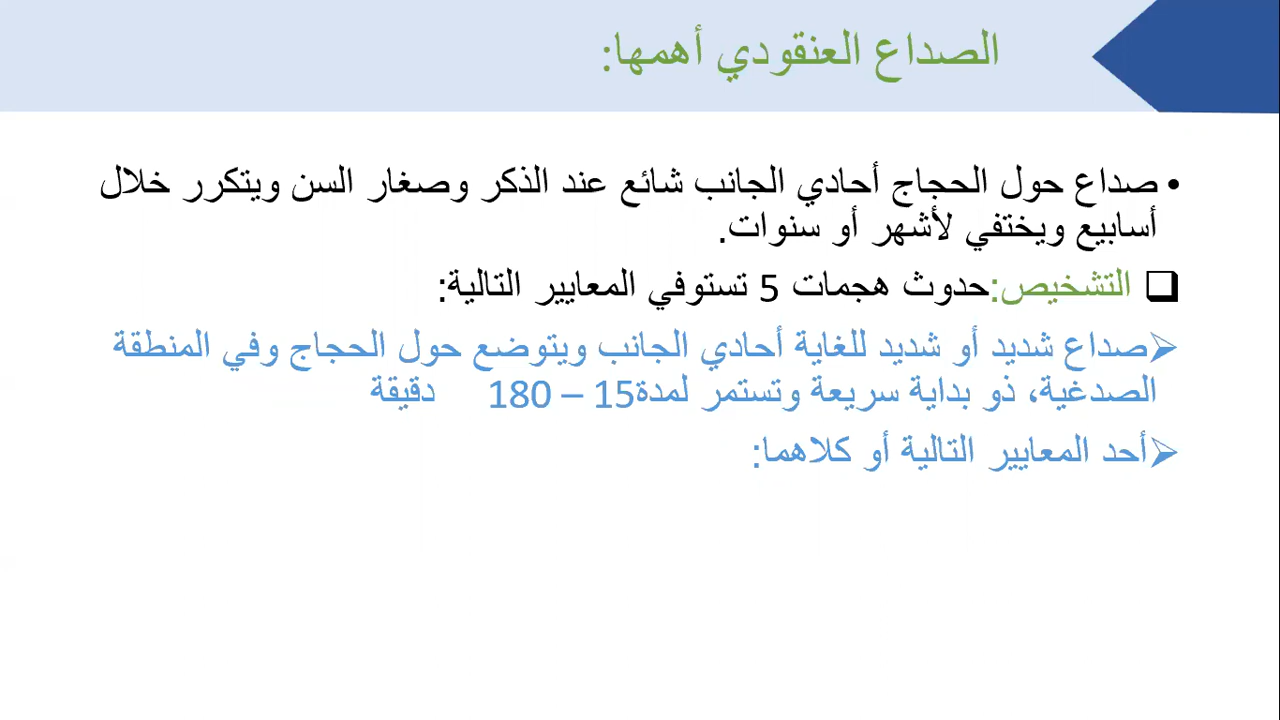 الصداع العنقودي أهمها:
• صداع حول الحجاج أحادي الجانب شائع عند الذكر وصغار السن ويتكرر خلال
أسابيع ويختفي لأشهر أو سنوات.
❑ التشخيص:حدوث هجمات 5 تستوفي المعايير التالية:
➢صداع شديد أو شديد للغاية أحادي الجانب ويتوضع حول الحجاج وفي المنطقة
الصدغية، ذو بداية سريعة وتستمر لمدة15 – 180 دقيقة
➢أحد المعايير التالية أو كلاهما: